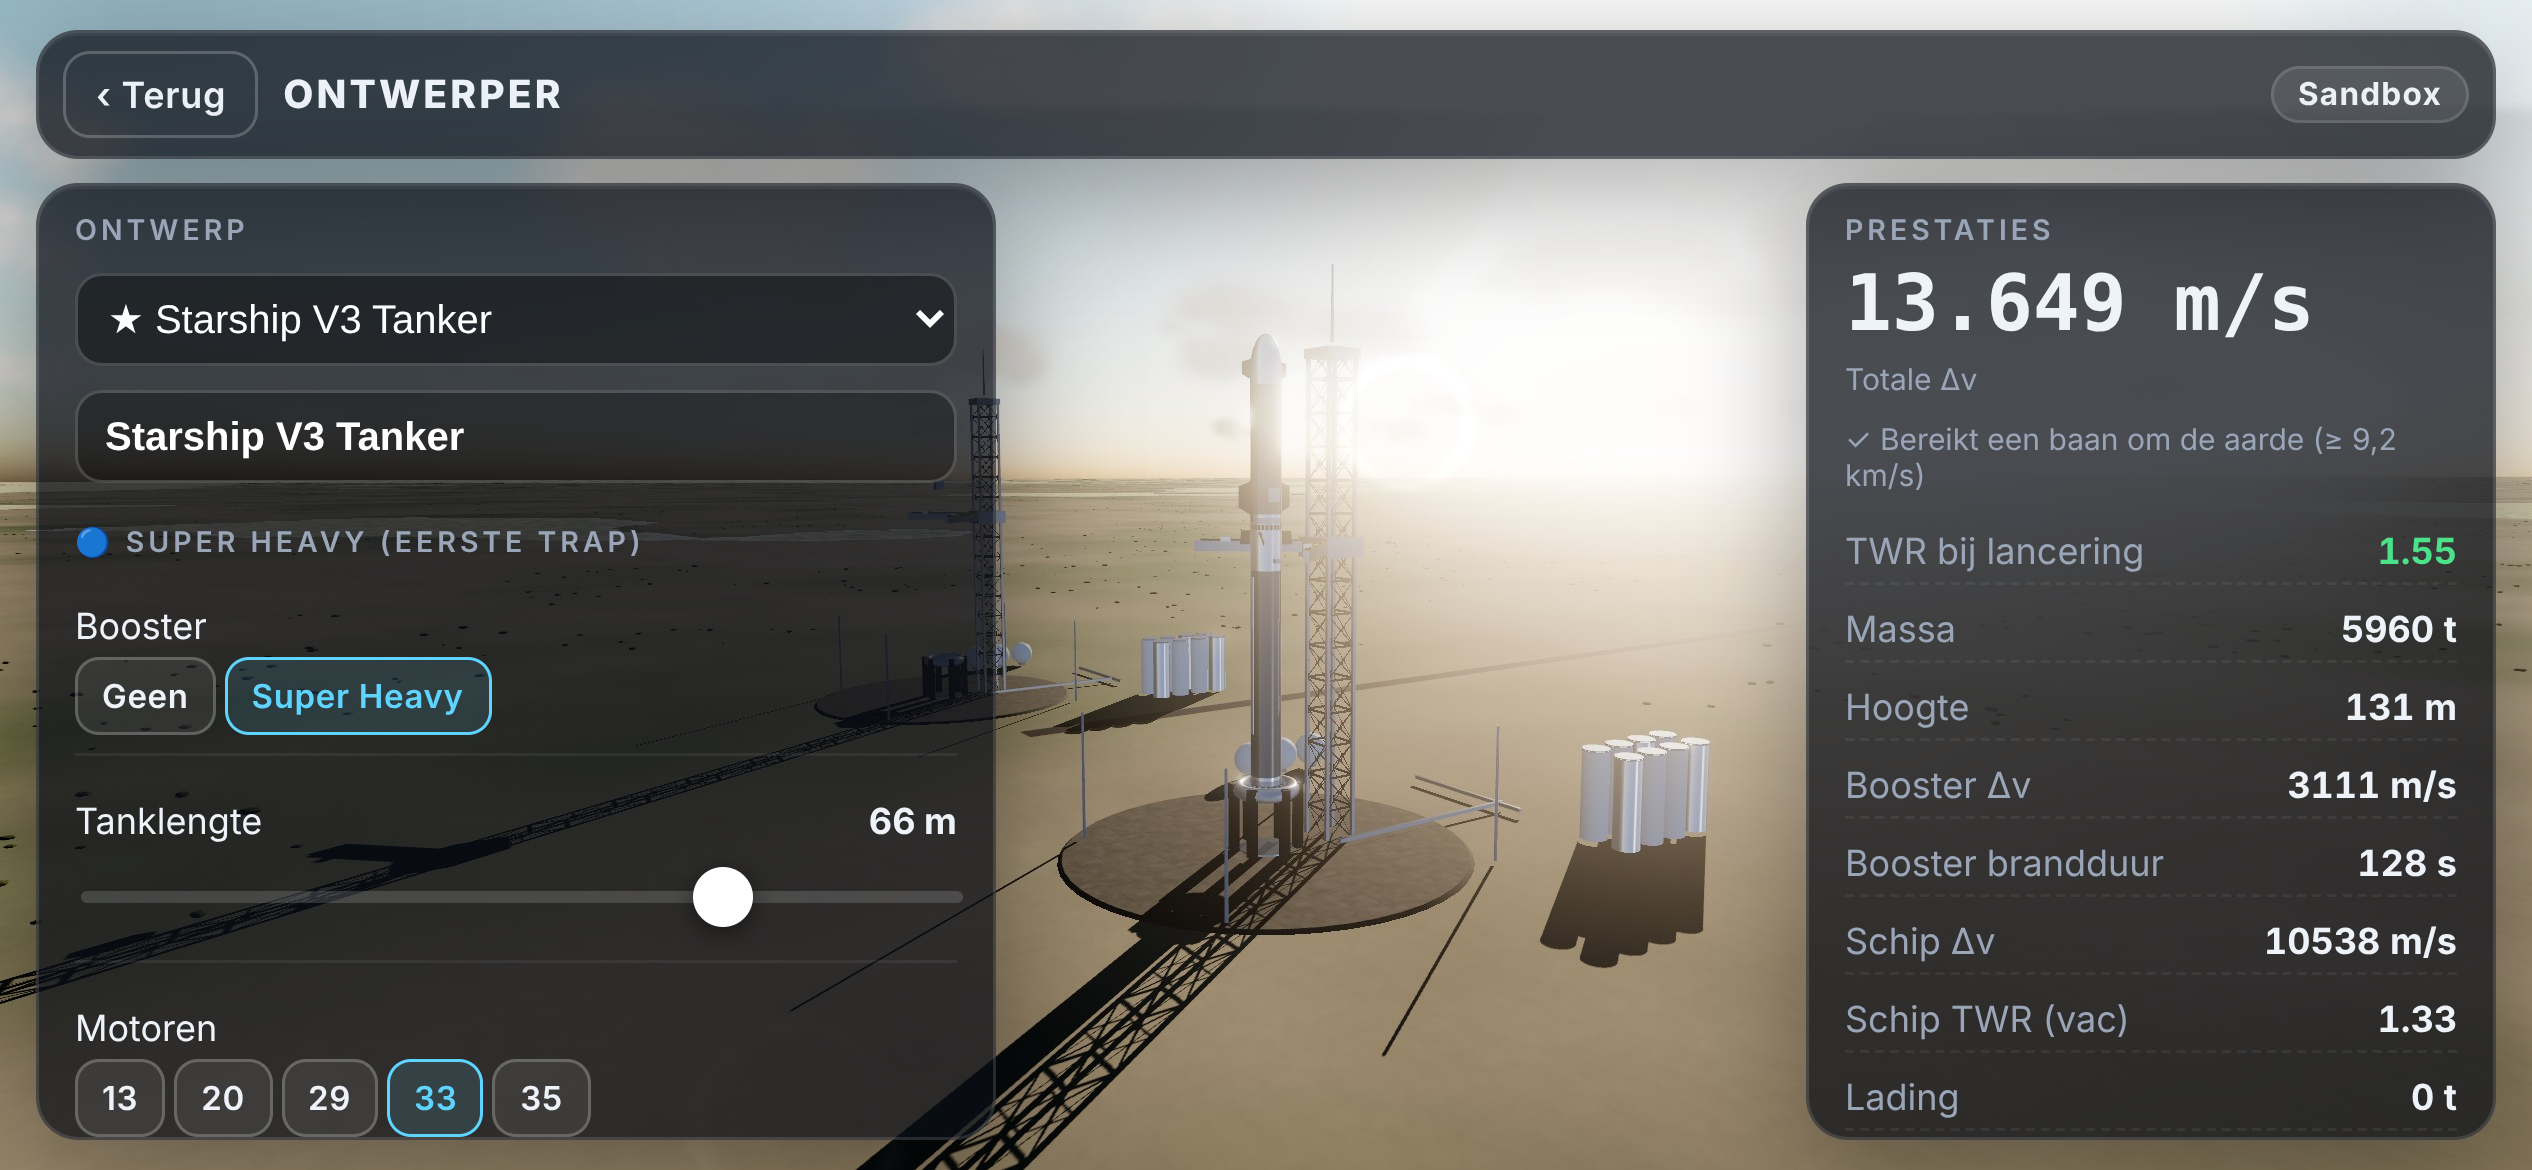 ‹ Terug
ONTWERPER
Sandbox
ONTWERP
★ Starship V3 Tanker
Starship V3 Tanker
SUPER HEAVY (EERSTE TRAP)
Booster
Geen
Super Heavy
Tanklengte 66 m
Motoren
13 20 29 33 35
PRESTATIES
13.649 m/s
Totale Δv
✓ Bereikt een baan om de aarde (≥ 9,2
km/s)
TWR bij lancering 1.55
Massa 5960 t
Hoogte 131 m
Booster Δv 3111 m/s
Booster brandduur 128 s
Schip Δv 10538 m/s
Schip TWR (vac) 1.33
Lading 0 t